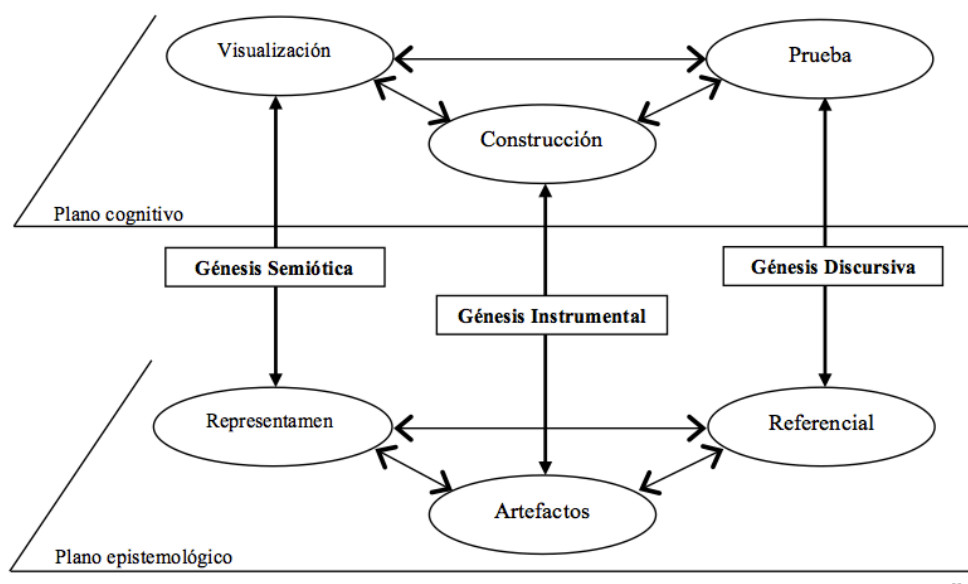 Visualización
Prueba
Construcción
Plano cognitivo
Génesis Semiótica
Génesis Discursiva
Génesis Instrumental
Representamen
Referencial
Artefactos
Plano epistemológico